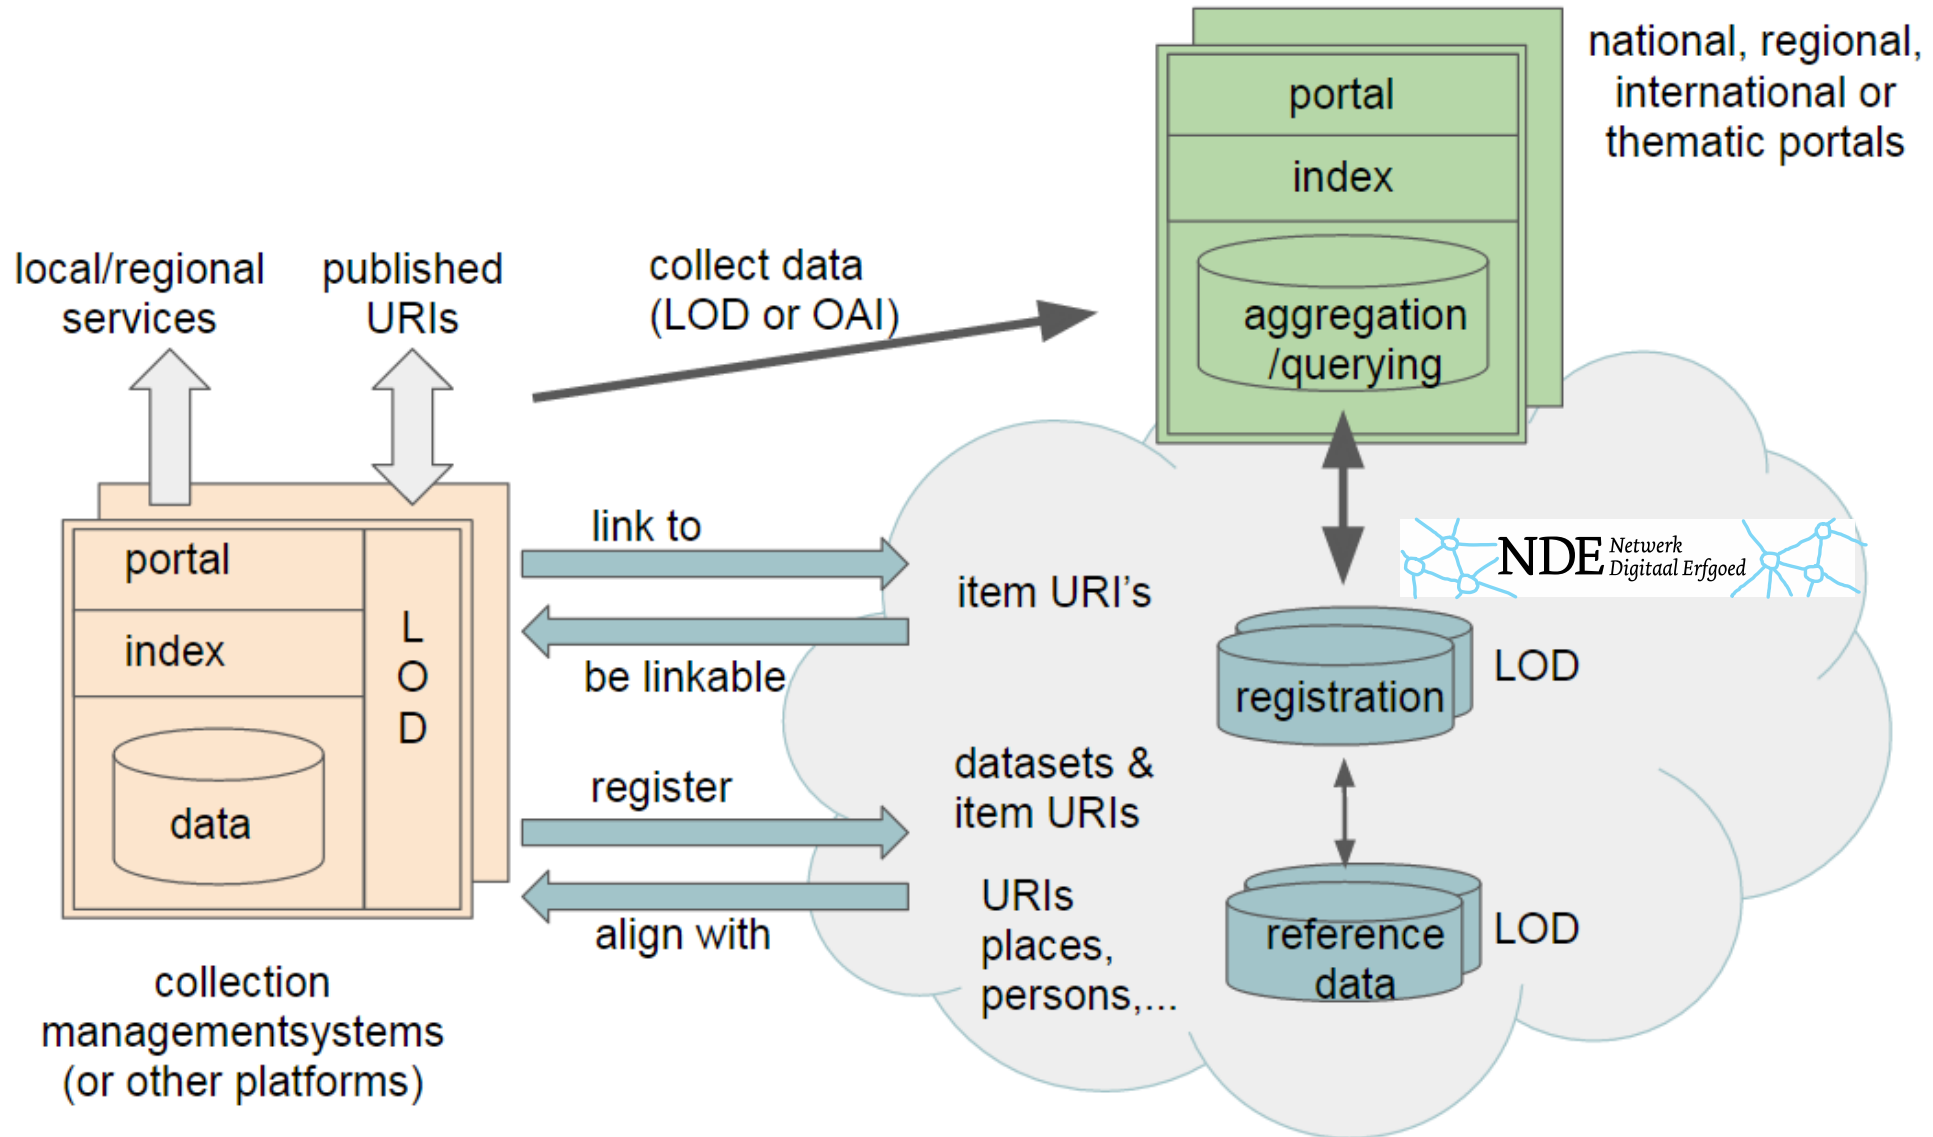 national, regional,
international or
thematic portals
portal
index
aggregation
/querying
local/regional
services
published
URIs
collect data
(LOD or OAI)
portal
index
data
L
O
D
link to
be linkable
register
align with
collection
managementsystems
(or other platforms)
item URI's
datasets &
item URIs
URIs
places,
persons,...
NDE Netwerk
Digitaal Erfgoed
registration
LOD
reference
data
LOD